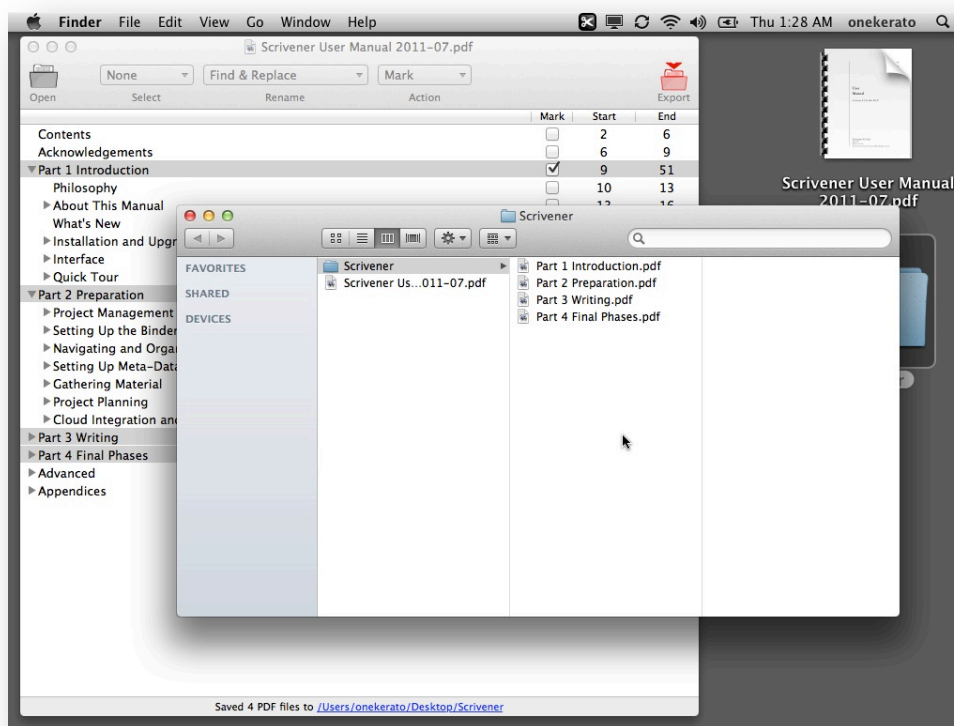 Finder File Edit View Go Window Help Thu 1:28 AM onekerato
Scrivener User Manual 2011-07.pdf
None Find & Replace Mark
Open Select Rename Action Export
Mark Start End
Contents 2 6
Acknowledgements 6 9
Part 1 Introduction 9 51
Philosophy 10 13
About This Manual 13 16
What's New
Installation and Upgr
Interface
Quick Tour
Part 2 Preparation
Project Management
Setting Up the Binder
Navigating and Orga
Setting Up Meta-Data
Gathering Material
Project Planning
Cloud Integration an
Part 3 Writing
Part 4 Final Phases
Advanced
Appendices
Scrivener
FAVORITES
SHARED
DEVICES
Scrivener
Scrivener Us...011-07.pdf
Part 1 Introduction.pdf
Part 2 Preparation.pdf
Part 3 Writing.pdf
Part 4 Final Phases.pdf
Scrivener User Manual
2011-07.pdf
r
Saved 4 PDF files to /Users/onekerato/Desktop/Scrivener